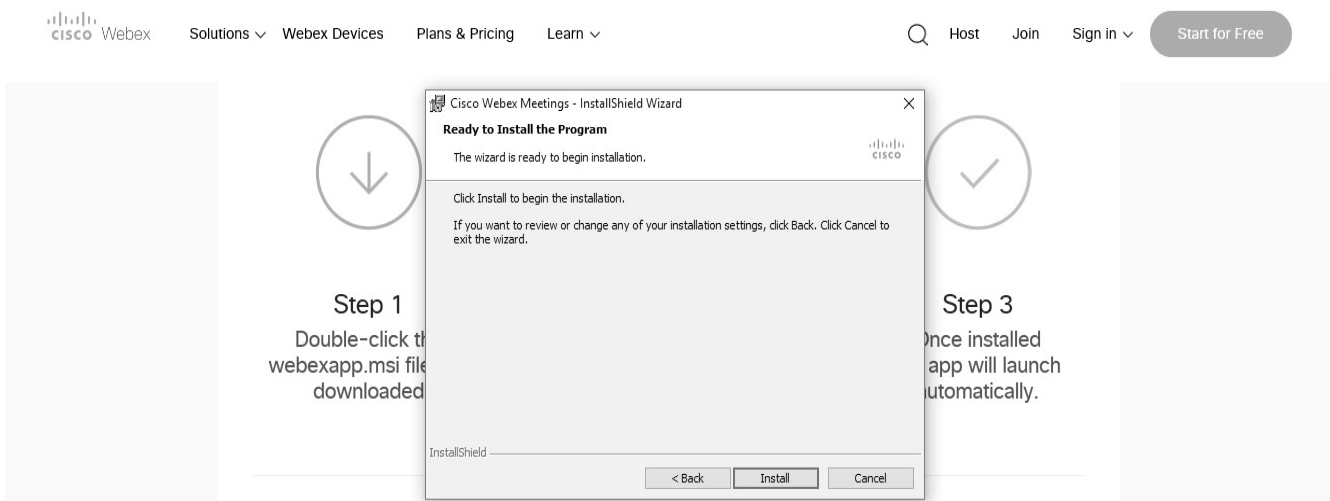 cisco Webex
Solutions
Webex Devices
Plans & Pricing
Learn
Host
Join
Sign in
Start for Free
Cisco Webex Meetings - InstallShield Wizard
Ready to Install the Program
The wizard is ready to begin installation.
cisco
Click Install to begin the installation.
If you want to review or change any of your installation settings, click Back. Click Cancel to
exit the wizard.
InstallShield
< Back
Install
Cancel
Step 1
Double-click
webexapp.msi file
downloaded
Step 3
installed
app will launch